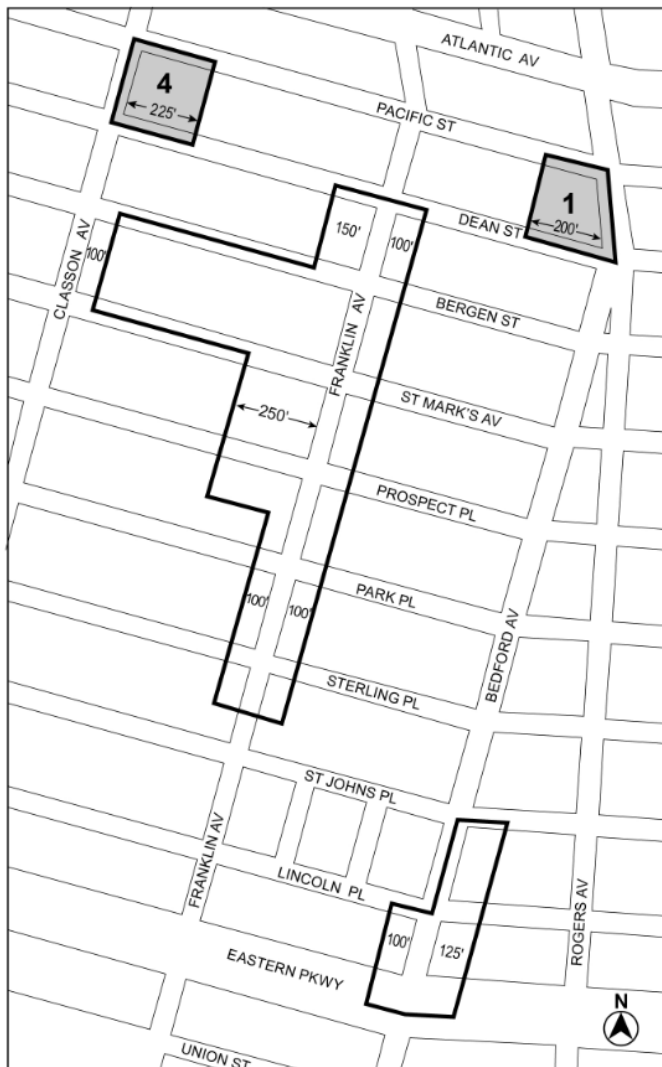 ATLANTIC AV
4
225'
PACIFIC ST
1
200'
DEAN ST
150'
100'
CLASSON AV
100'
BERGEN ST
FRANKLIN AV
ST MARK'S AV
250'
PROSPECT PL
100'
100'
PARK PL
BEDFORD AV
STERLING PL
ST JOHNS PL
FRANKLIN AV
LINCOLN PL
ROGERS AV
100'
125'
EASTERN PKWY
N
UNION ST